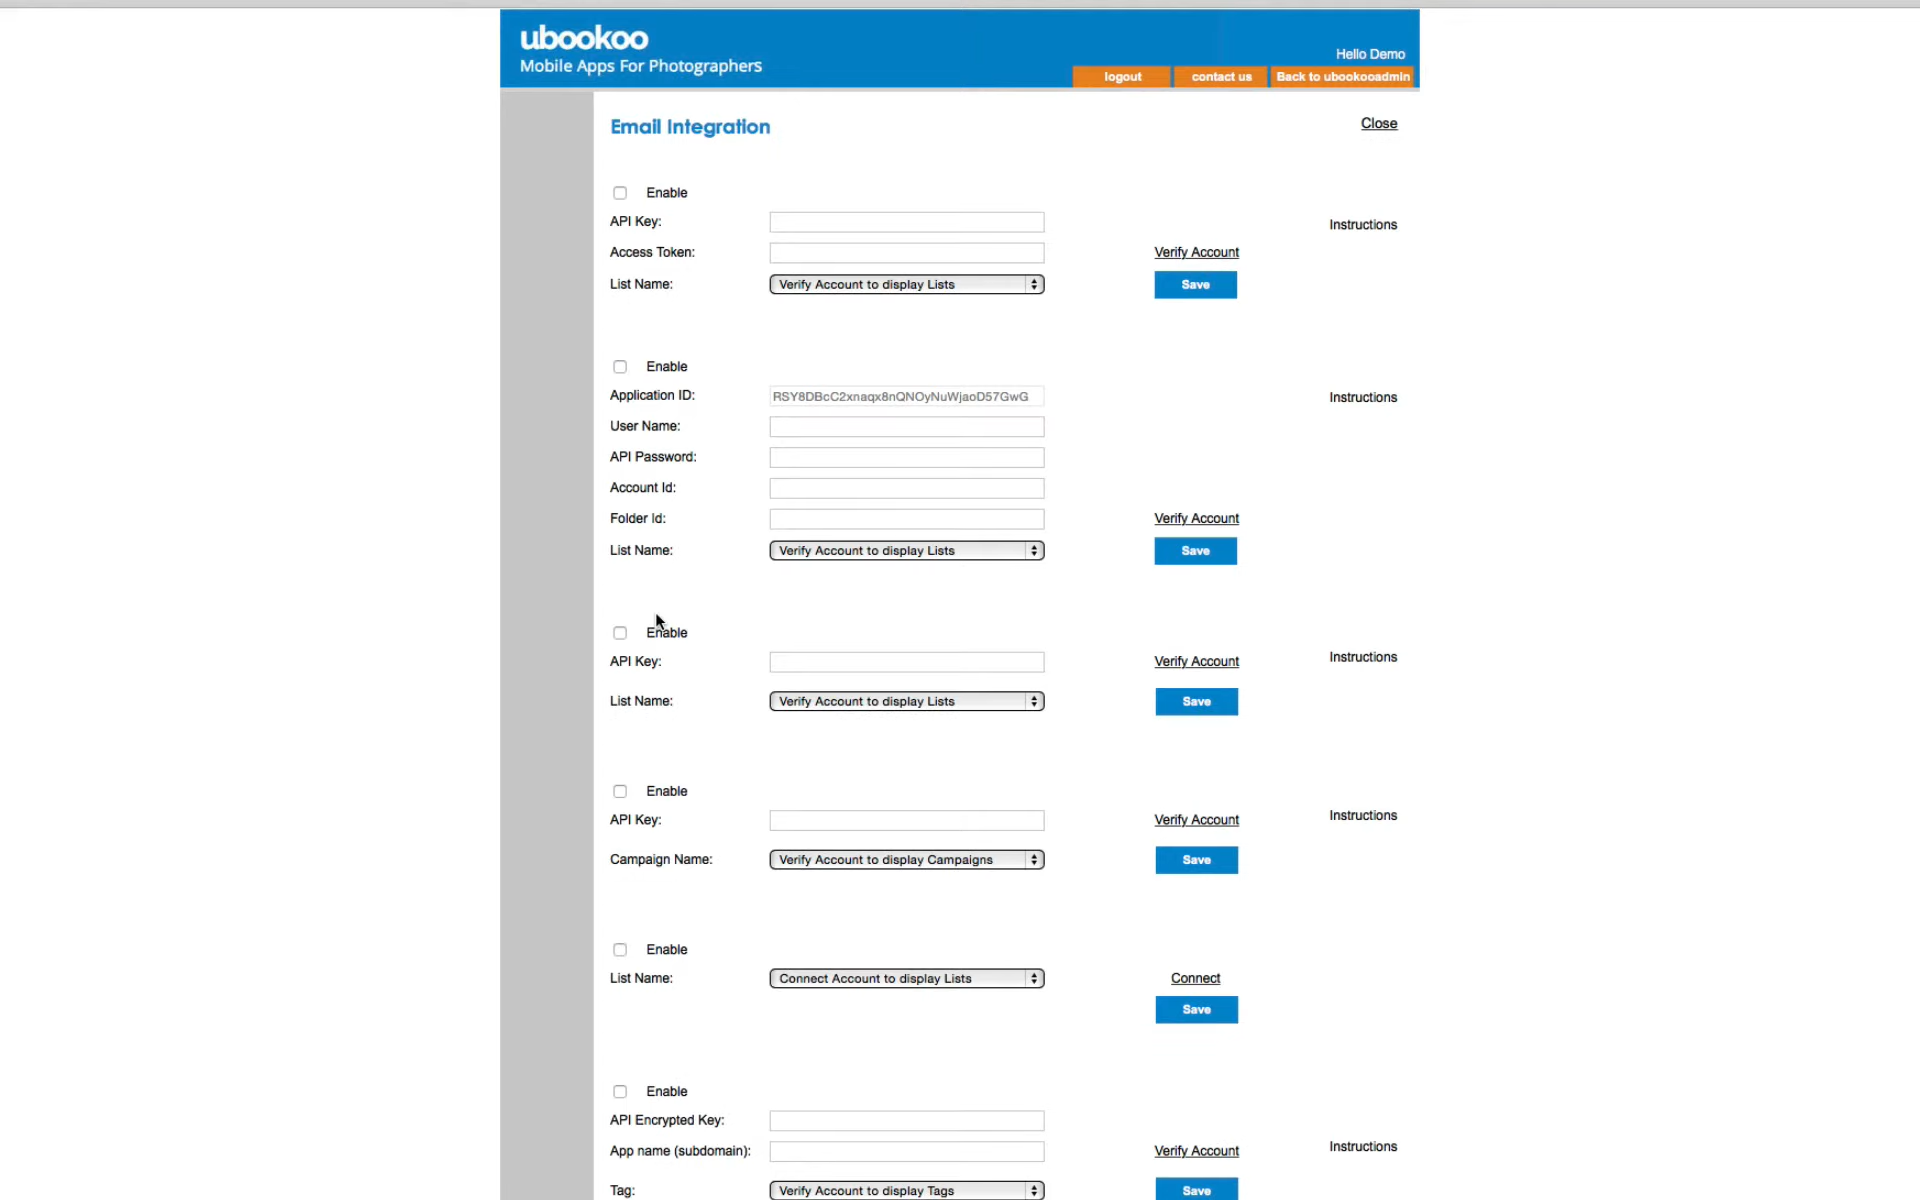 ubookoo
Mobile Apps For Photographers
Hello Demo
logout contact us Back to ubookooadmin
Email Integration Close
Enable
API Key: Instructions
Access Token: Verify Account
List Name: Verify Account to display Lists Save
Enable
Application ID: RSY8DBcC2xnaqx8nQNOyNuWjaoD57GwG Instructions
User Name:
API Password:
Account Id:
Folder Id: Verify Account
List Name: Verify Account to display Lists Save
Enable
API Key: Verify Account Instructions
List Name: Verify Account to display Lists Save
Enable
API Key: Verify Account Instructions
Campaign Name: Verify Account to display Campaigns Save
Enable
List Name: Connect Account to display Lists Connect
Save
Enable
API Encrypted Key:
App name (subdomain): Verify Account Instructions
Tag: Verify Account to display Tags Save